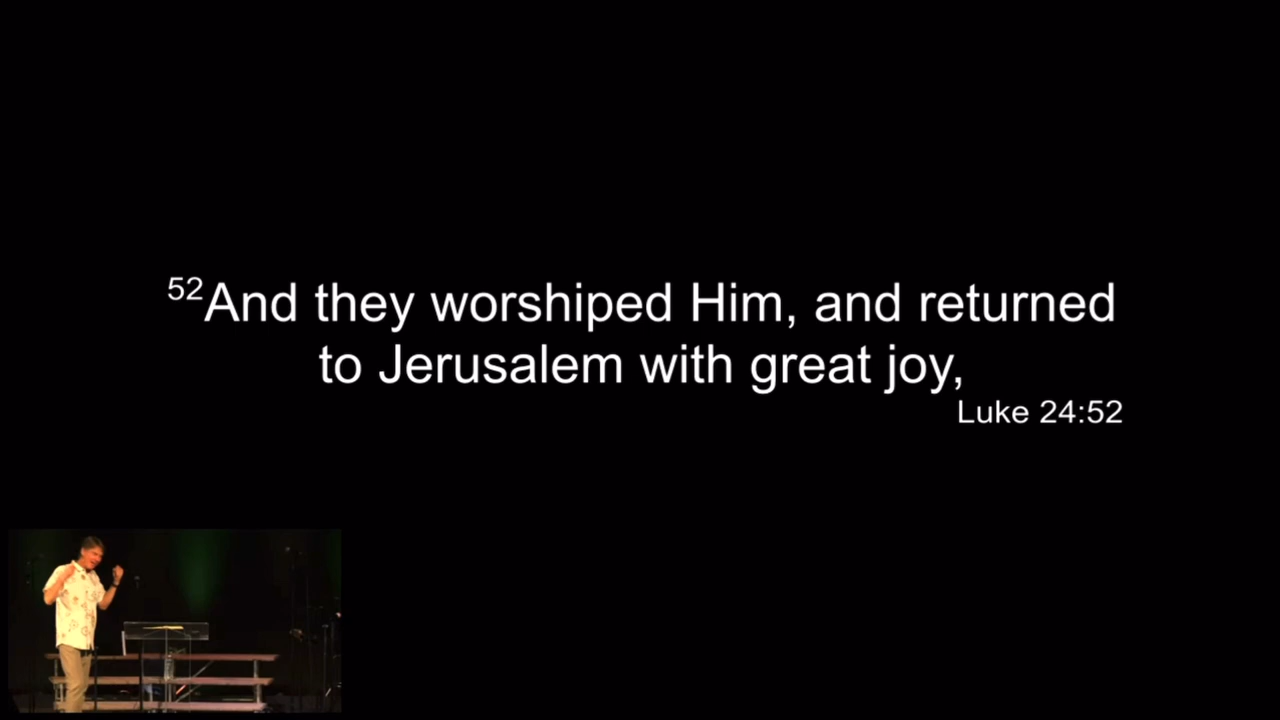 52And they worshiped Him, and returned
to Jerusalem with great joy,
Luke 24:52